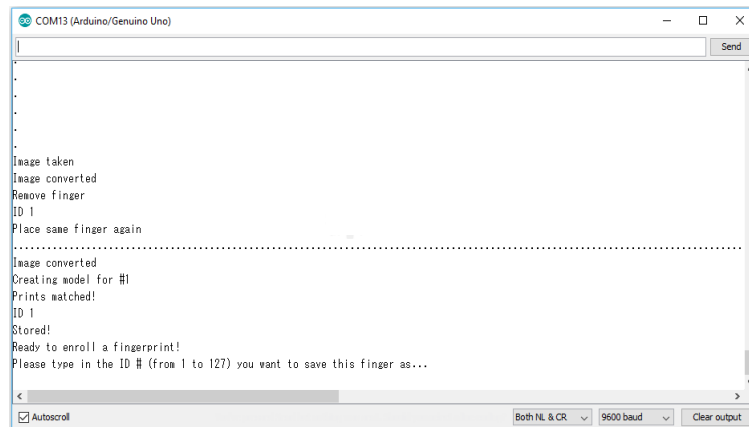 COM13 (Arduino/Genuino Uno)
Send
.
.
.
.
.
.
Image taken
Image converted
Remove finger
ID 1
Place same finger again
....................................................................................................................................
Image converted
Creating model for #1
Prints matched!
ID 1
Stored!
Ready to enroll a fingerprint!
Please type in the ID # (from 1 to 127) you want to save this finger as...
Autoscroll
Both NL & CR
9600 baud
Clear output